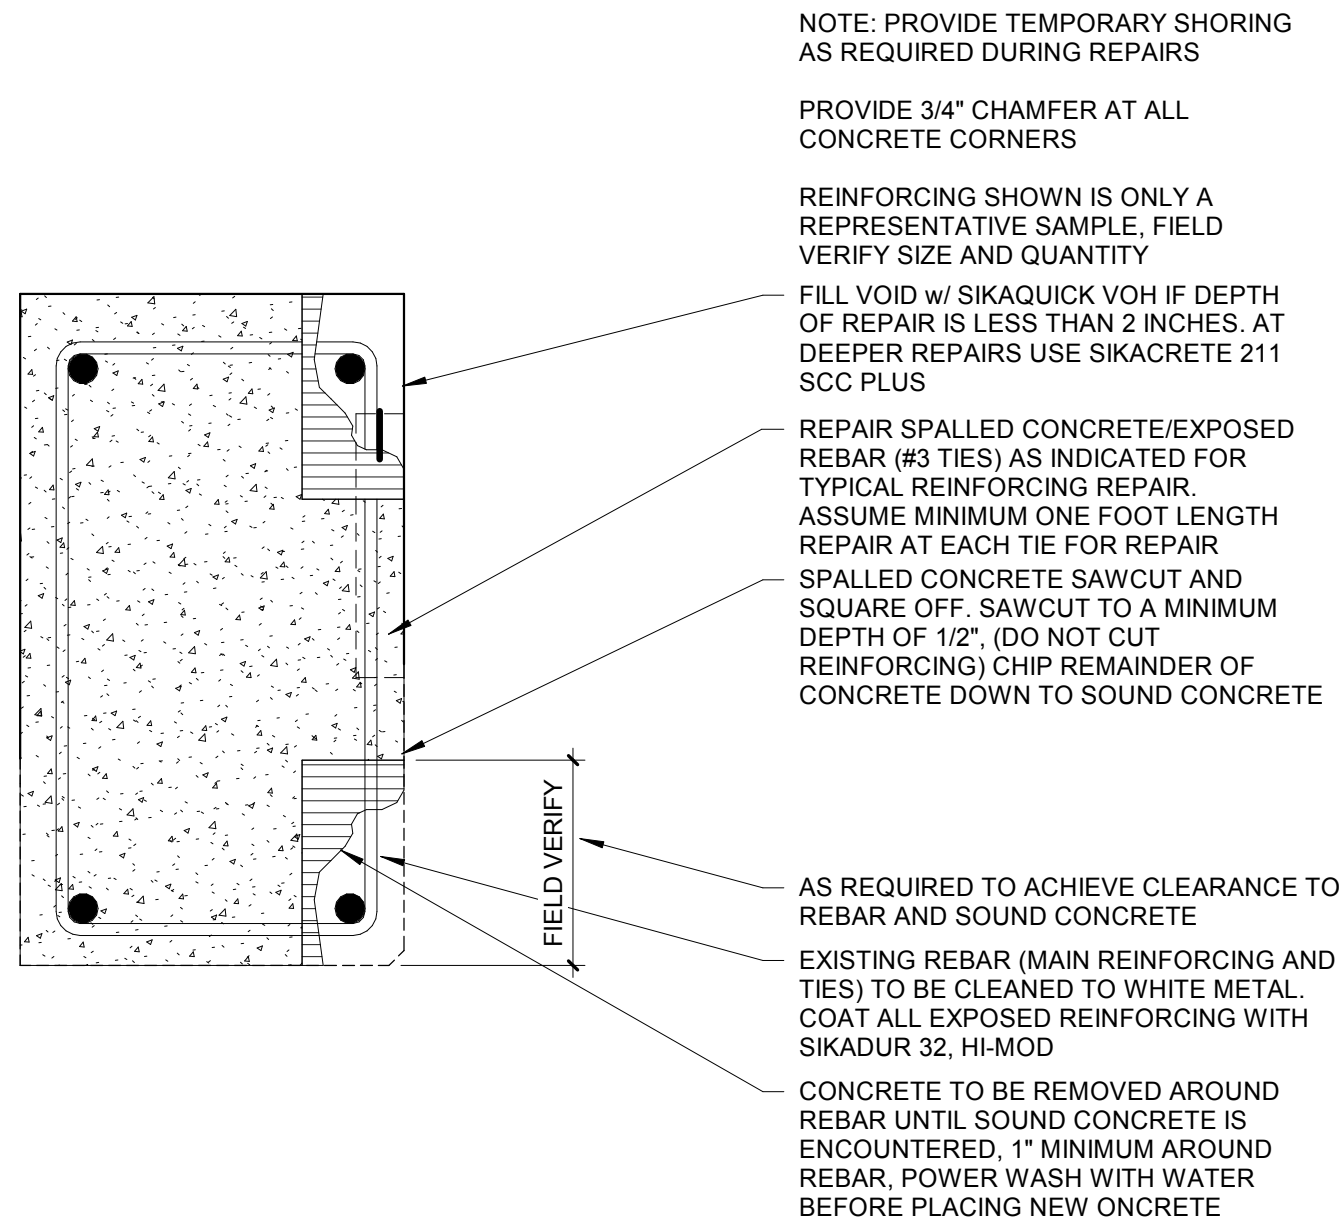 NOTE: PROVIDE TEMPORARY SHORING
AS REQUIRED DURING REPAIRS
PROVIDE 3/4" CHAMFER AT ALL
CONCRETE CORNERS
REINFORCING SHOWN IS ONLY A
REPRESENTATIVE SAMPLE, FIELD
VERIFY SIZE AND QUANTITY
FILL VOID w/ SIKAQUICK VOH IF DEPTH
OF REPAIR IS LESS THAN 2 INCHES. AT
DEEPER REPAIRS USE SIKACRETE 211
SCC PLUS
REPAIR SPALLED CONCRETE/EXPOSED
REBAR (#3 TIES) AS INDICATED FOR
TYPICAL REINFORCING REPAIR.
ASSUME MINIMUM ONE FOOT LENGTH
REPAIR AT EACH TIE FOR REPAIR
SPALLED CONCRETE SAWCUT AND
SQUARE OFF. SAWCUT TO A MINIMUM
DEPTH OF 1/2", (DO NOT CUT
REINFORCING) CHIP REMAINDER OF
CONCRETE DOWN TO SOUND CONCRETE
FIELD VERIFY
AS REQUIRED TO ACHIEVE CLEARANCE TO
REBAR AND SOUND CONCRETE
EXISTING REBAR (MAIN REINFORCING AND
TIES) TO BE CLEANED TO WHITE METAL.
COAT ALL EXPOSED REINFORCING WITH
SIKADUR 32, HI-MOD
CONCRETE TO BE REMOVED AROUND
REBAR UNTIL SOUND CONCRETE IS
ENCOUNTERED, 1" MINIMUM AROUND
REBAR, POWER WASH WITH WATER
BEFORE PLACING NEW ONCRETE